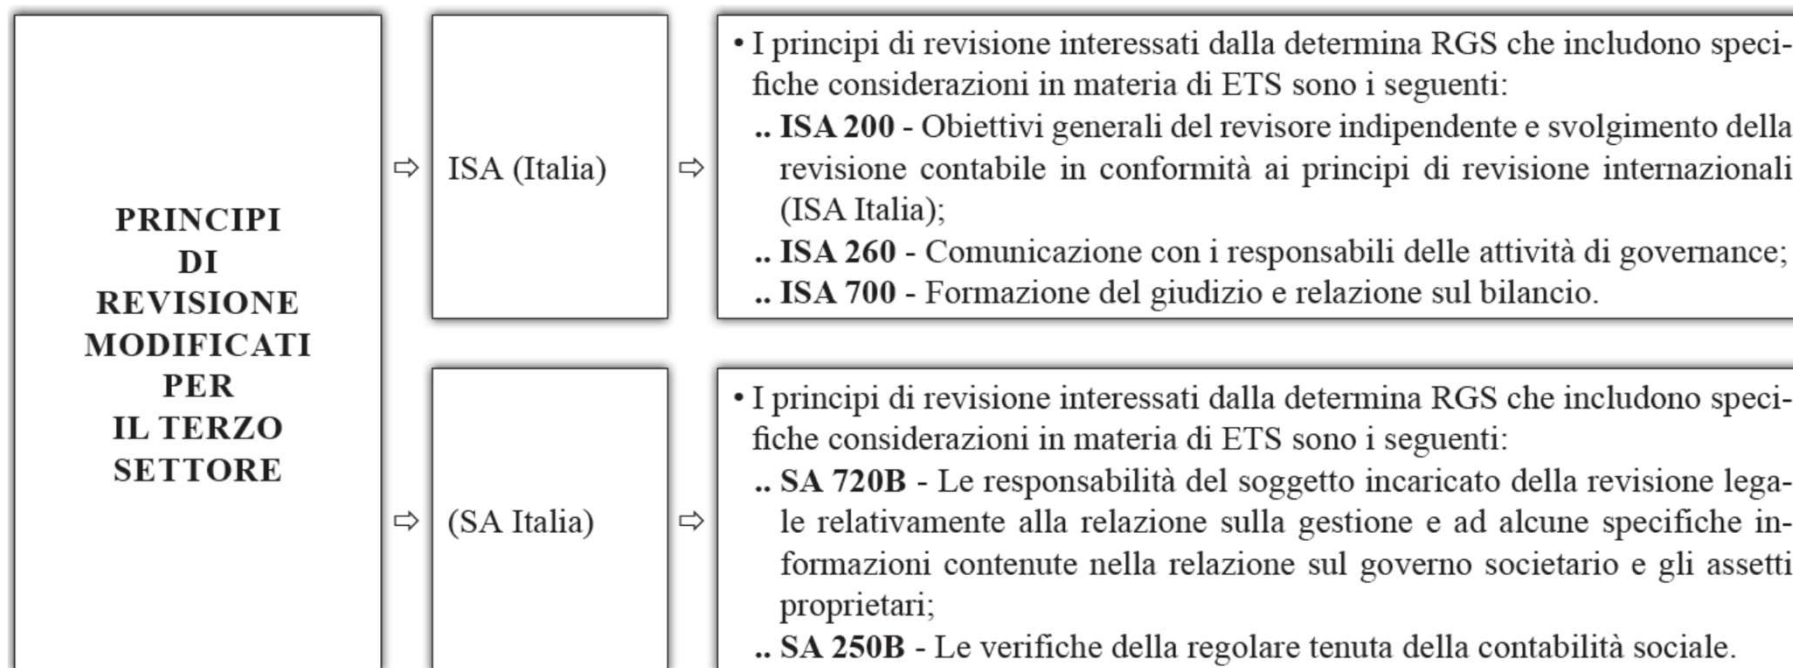 PRINCIPI
DI
REVISIONE
MODIFICATI
PER
IL TERZO
SETTORE
⇨ ISA (Italia) ⇨
• I principi di revisione interessati dalla determina RGS che includono speci-
fiche considerazioni in materia di ETS sono i seguenti:
.. ISA 200 - Obiettivi generali del revisore indipendente e svolgimento della
revisione contabile in conformità ai principi di revisione internazionali
(ISA Italia);
.. ISA 260 - Comunicazione con i responsabili delle attività di governance;
.. ISA 700 - Formazione del giudizio e relazione sul bilancio.
⇨ (SA Italia) ⇨
• I principi di revisione interessati dalla determina RGS che includono speci-
fiche considerazioni in materia di ETS sono i seguenti:
.. SA 720B - Le responsabilità del soggetto incaricato della revisione lega-
le relativamente alla relazione sulla gestione e ad alcune specifiche in-
formazioni contenute nella relazione sul governo societario e gli assetti
proprietari;
.. SA 250B - Le verifiche della regolare tenuta della contabilità sociale.